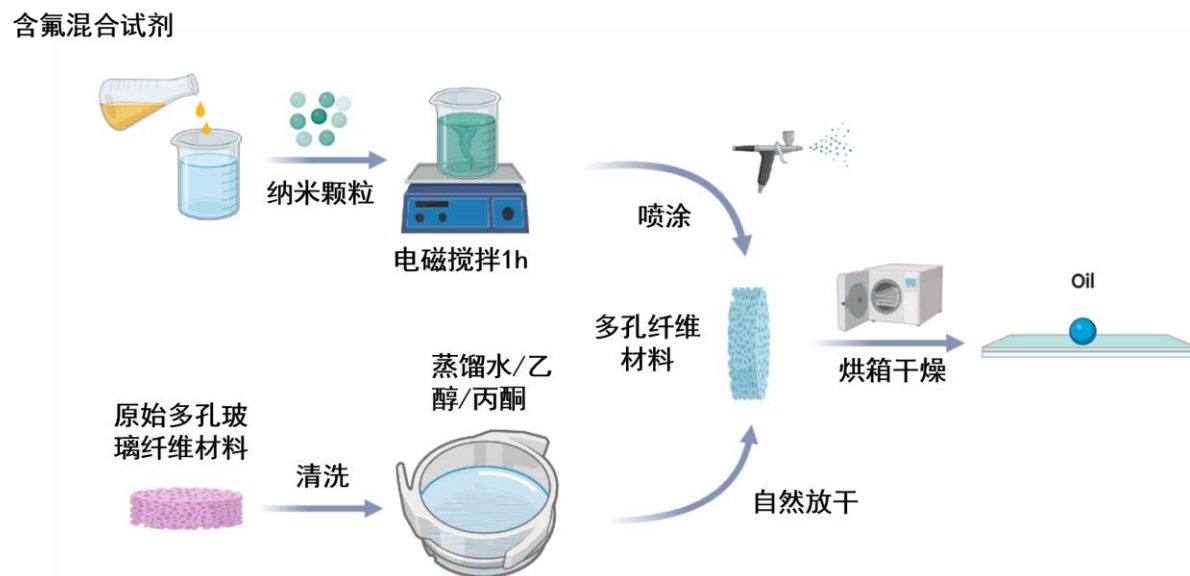 含氟混合试剂
纳米颗粒
电磁搅拌1h
喷涂
Oil
多孔纤维
材料
烘箱干燥
蒸馏水/乙
醇/丙酮
原始多孔玻
璃纤维材料
清洗
自然放干